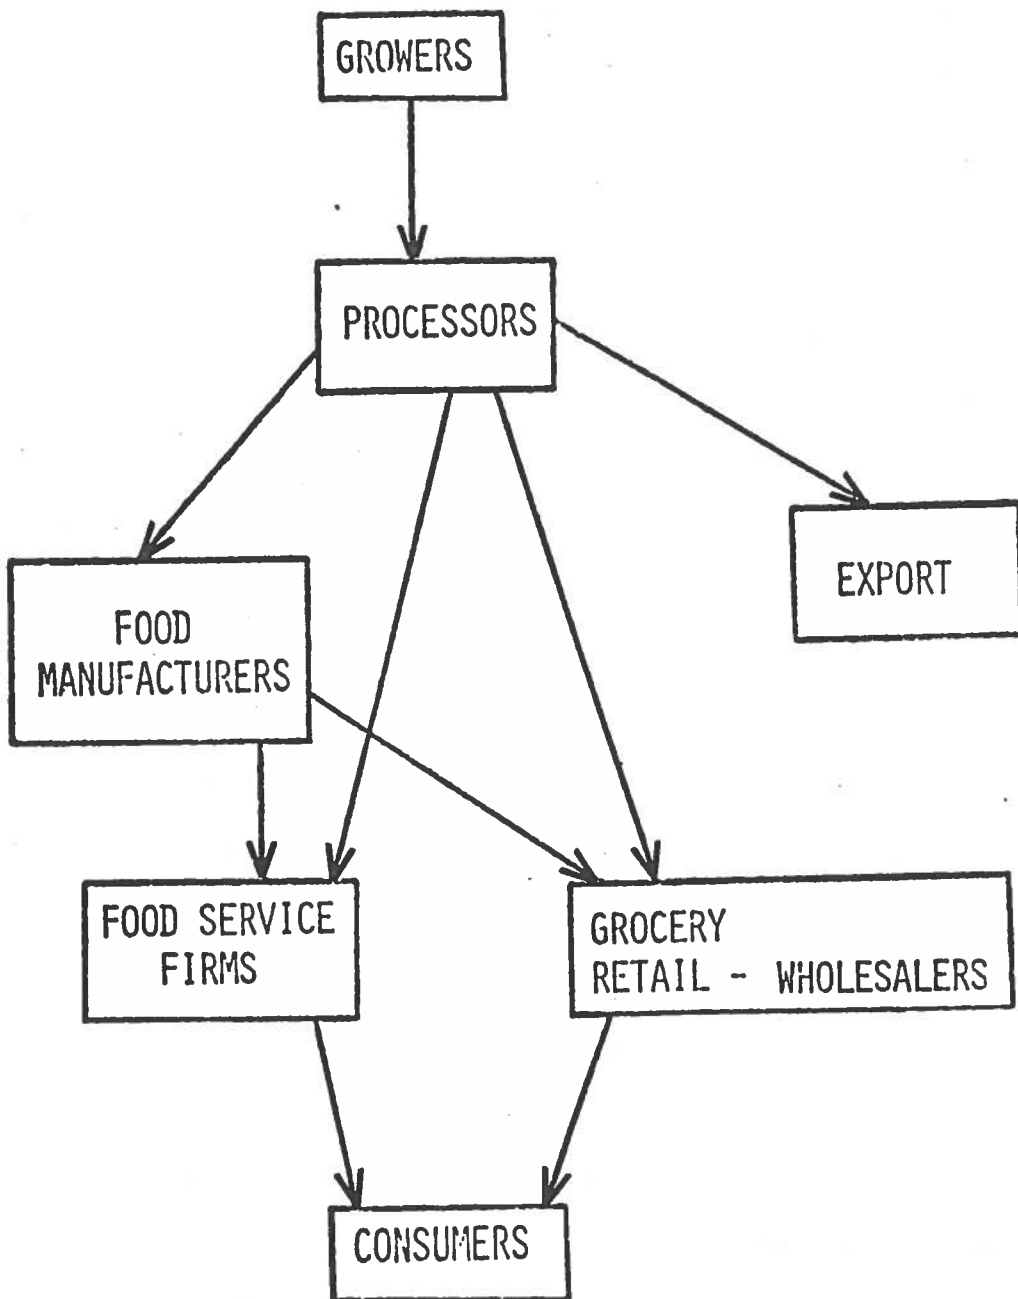 GROWERS
PROCESSORS
EXPORT
FOOD
MANUFACTURERS
FOOD SERVICE
FIRMS
GROCERY
RETAIL - WHOLESALERS
CONSUMERS